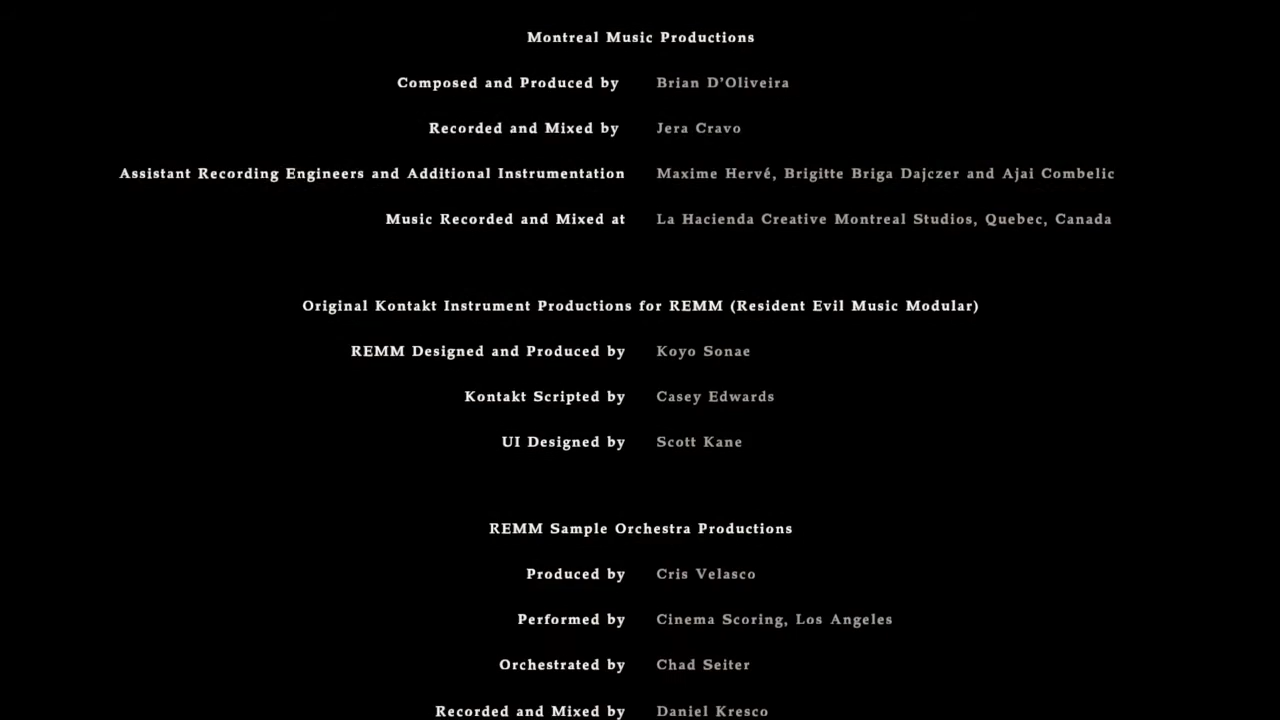 Montreal Music Productions
Composed and Produced by Brian D’Oliveira
Recorded and Mixed by Jera Cravo
Assistant Recording Engineers and Additional Instrumentation Maxime Hervé, Brigitte Briga Dajczer and Ajai Combelic
Music Recorded and Mixed at La Hacienda Creative Montreal Studios, Quebec, Canada
Original Kontakt Instrument Productions for REMM (Resident Evil Music Modular)
REMM Designed and Produced by Koyo Sonae
Kontakt Scripted by Casey Edwards
UI Designed by Scott Kane
REMM Sample Orchestra Productions
Produced by Cris Velasco
Performed by Cinema Scoring, Los Angeles
Orchestrated by Chad Seiter
Recorded and Mixed by Daniel Kresco